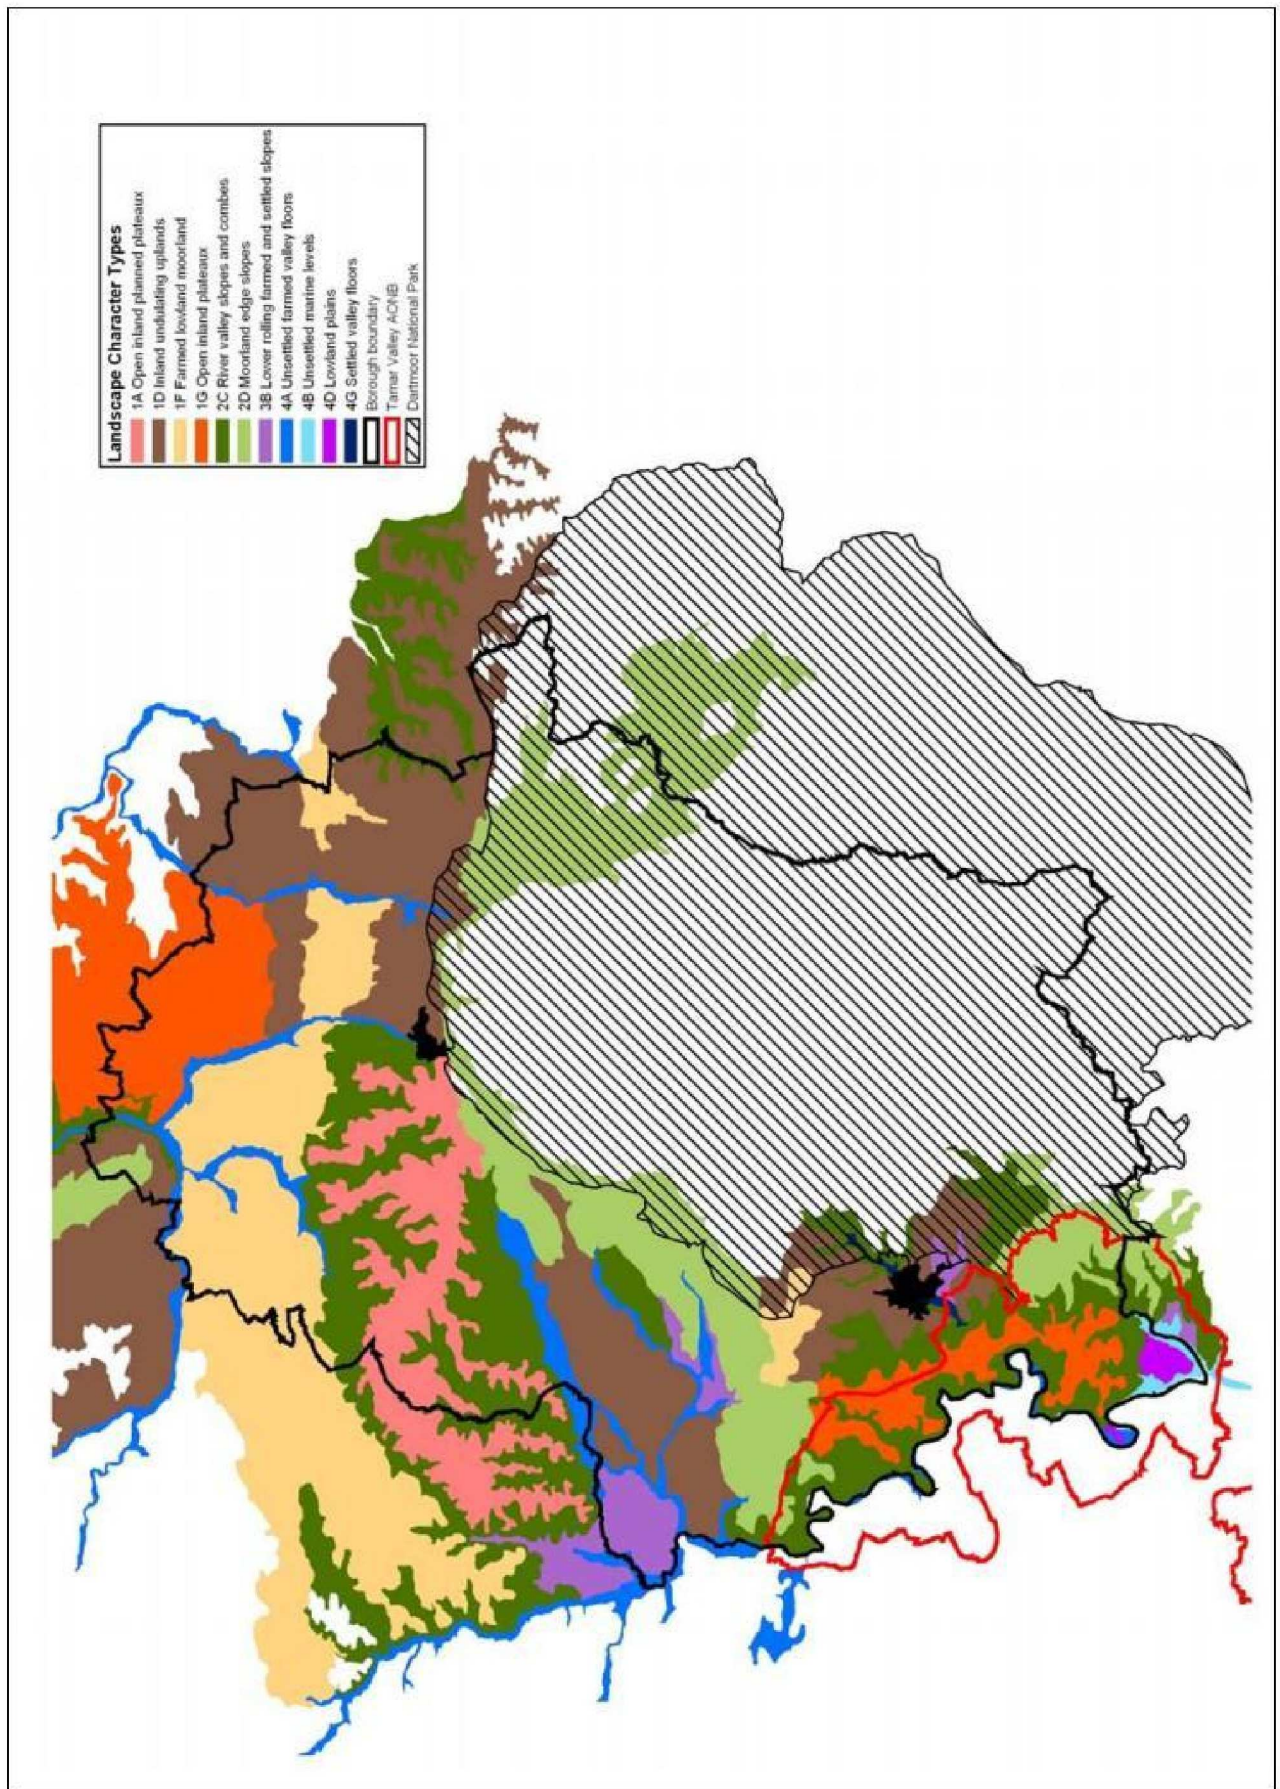 Landscape Character Types
1A Open inland planned plateaux
1D Inland undulating uplands
1F Farmed lowland moorland
1G Open inland plateaux
2C River valley slopes and combes
2D Moorland edge slopes
3B Lower rolling farmed and settled slopes
4A Unsettled farmed valley floors
4B Unsettled marine levels
4D Lowland plains
4G Settled valley floors
Borough boundary
Tamar Valley AONB
Dartmoor National Park